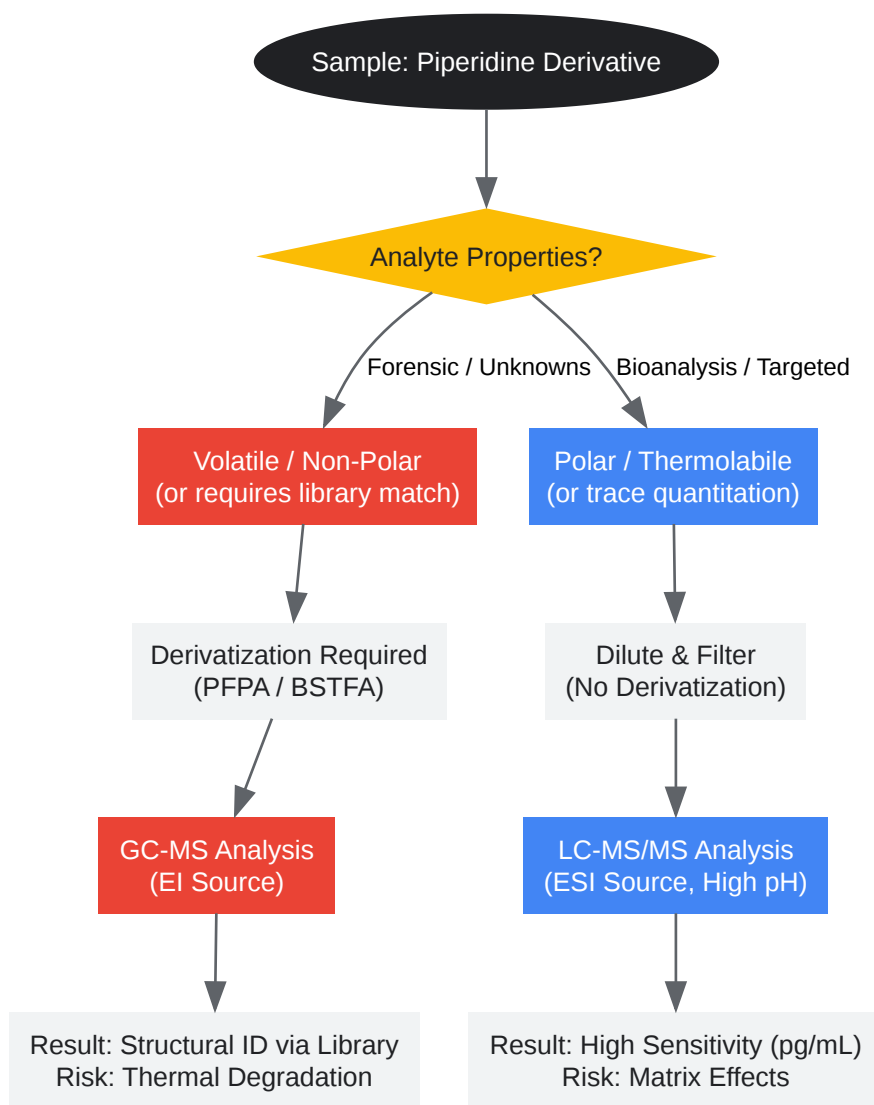 Sample: Piperidine Derivative
Analyte Properties?
Forensic / Unknowns
Bioanalysis / Targeted
Volatile / Non-Polar
(or requires library match)
Polar / Thermolabile
(or trace quantitation)
Derivatization Required
(PFPA / BSTFA)
Dilute & Filter
(No Derivatization)
GC-MS Analysis
(EI Source)
LC-MS/MS Analysis
(ESI Source, High pH)
Result: Structural ID via Library
Risk: Thermal Degradation
Result: High Sensitivity (pg/mL)
Risk: Matrix Effects